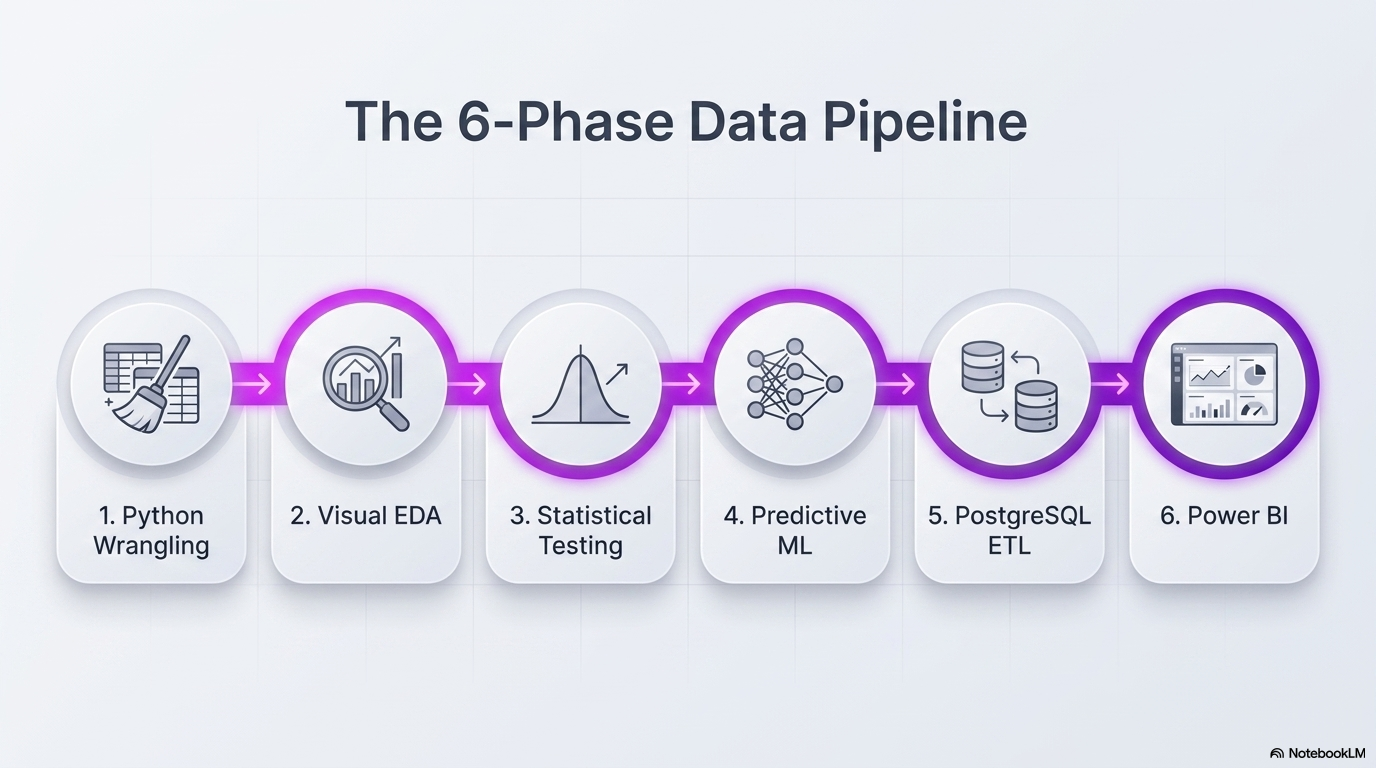 The 6-Phase Data Pipeline
1. Python
Wrangling
2. Visual EDA
3. Statistical
Testing
4. Predictive
ML
5. PostgreSQL
ETL
6. Power BI
NotebookLM